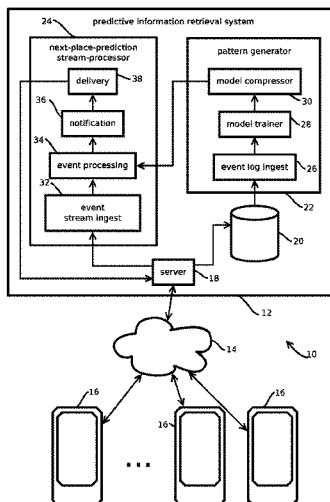 24
predictive information retrieval system
next-place-prediction
stream-processor
pattern generator
delivery
38
model compressor
36
30
notification
model trainer
34
28
event processing
event log ingest
26
32
event
stream ingest
22
20
server
18
12
14
10
16
16
16
...